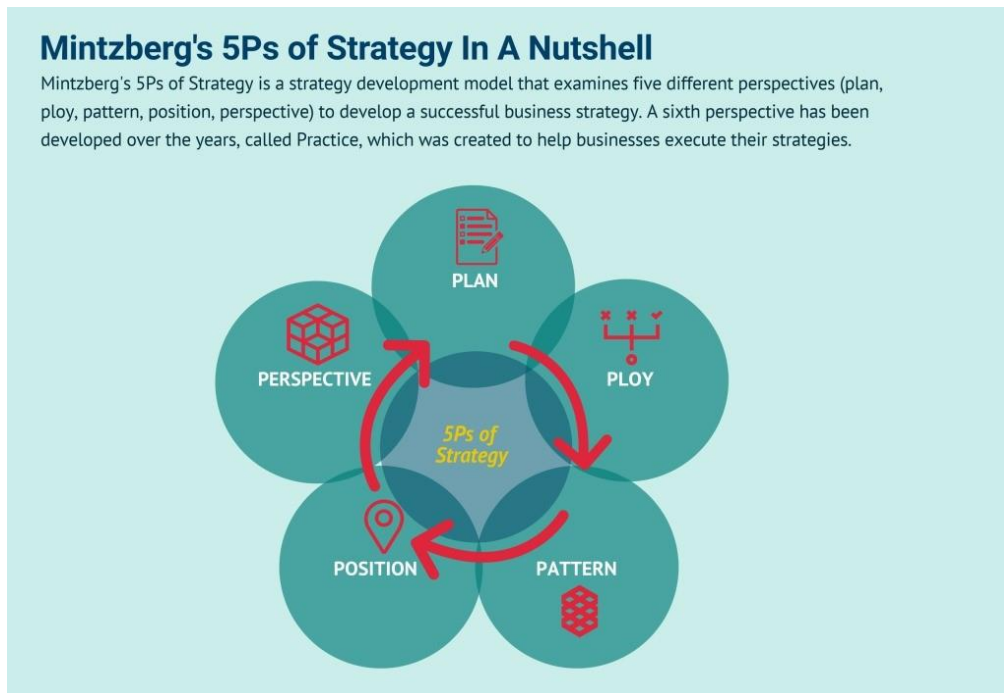 Mintzberg's 5Ps of Strategy In A Nutshell
Mintzberg's 5Ps of Strategy is a strategy development model that examines five different perspectives (plan,
ploy, pattern, position, perspective) to develop a successful business strategy. A sixth perspective has been
developed over the years, called Practice, which was created to help businesses execute their strategies.
PLAN
PERSPECTIVE
PLOY
5Ps of
Strategy
POSITION
PATTERN